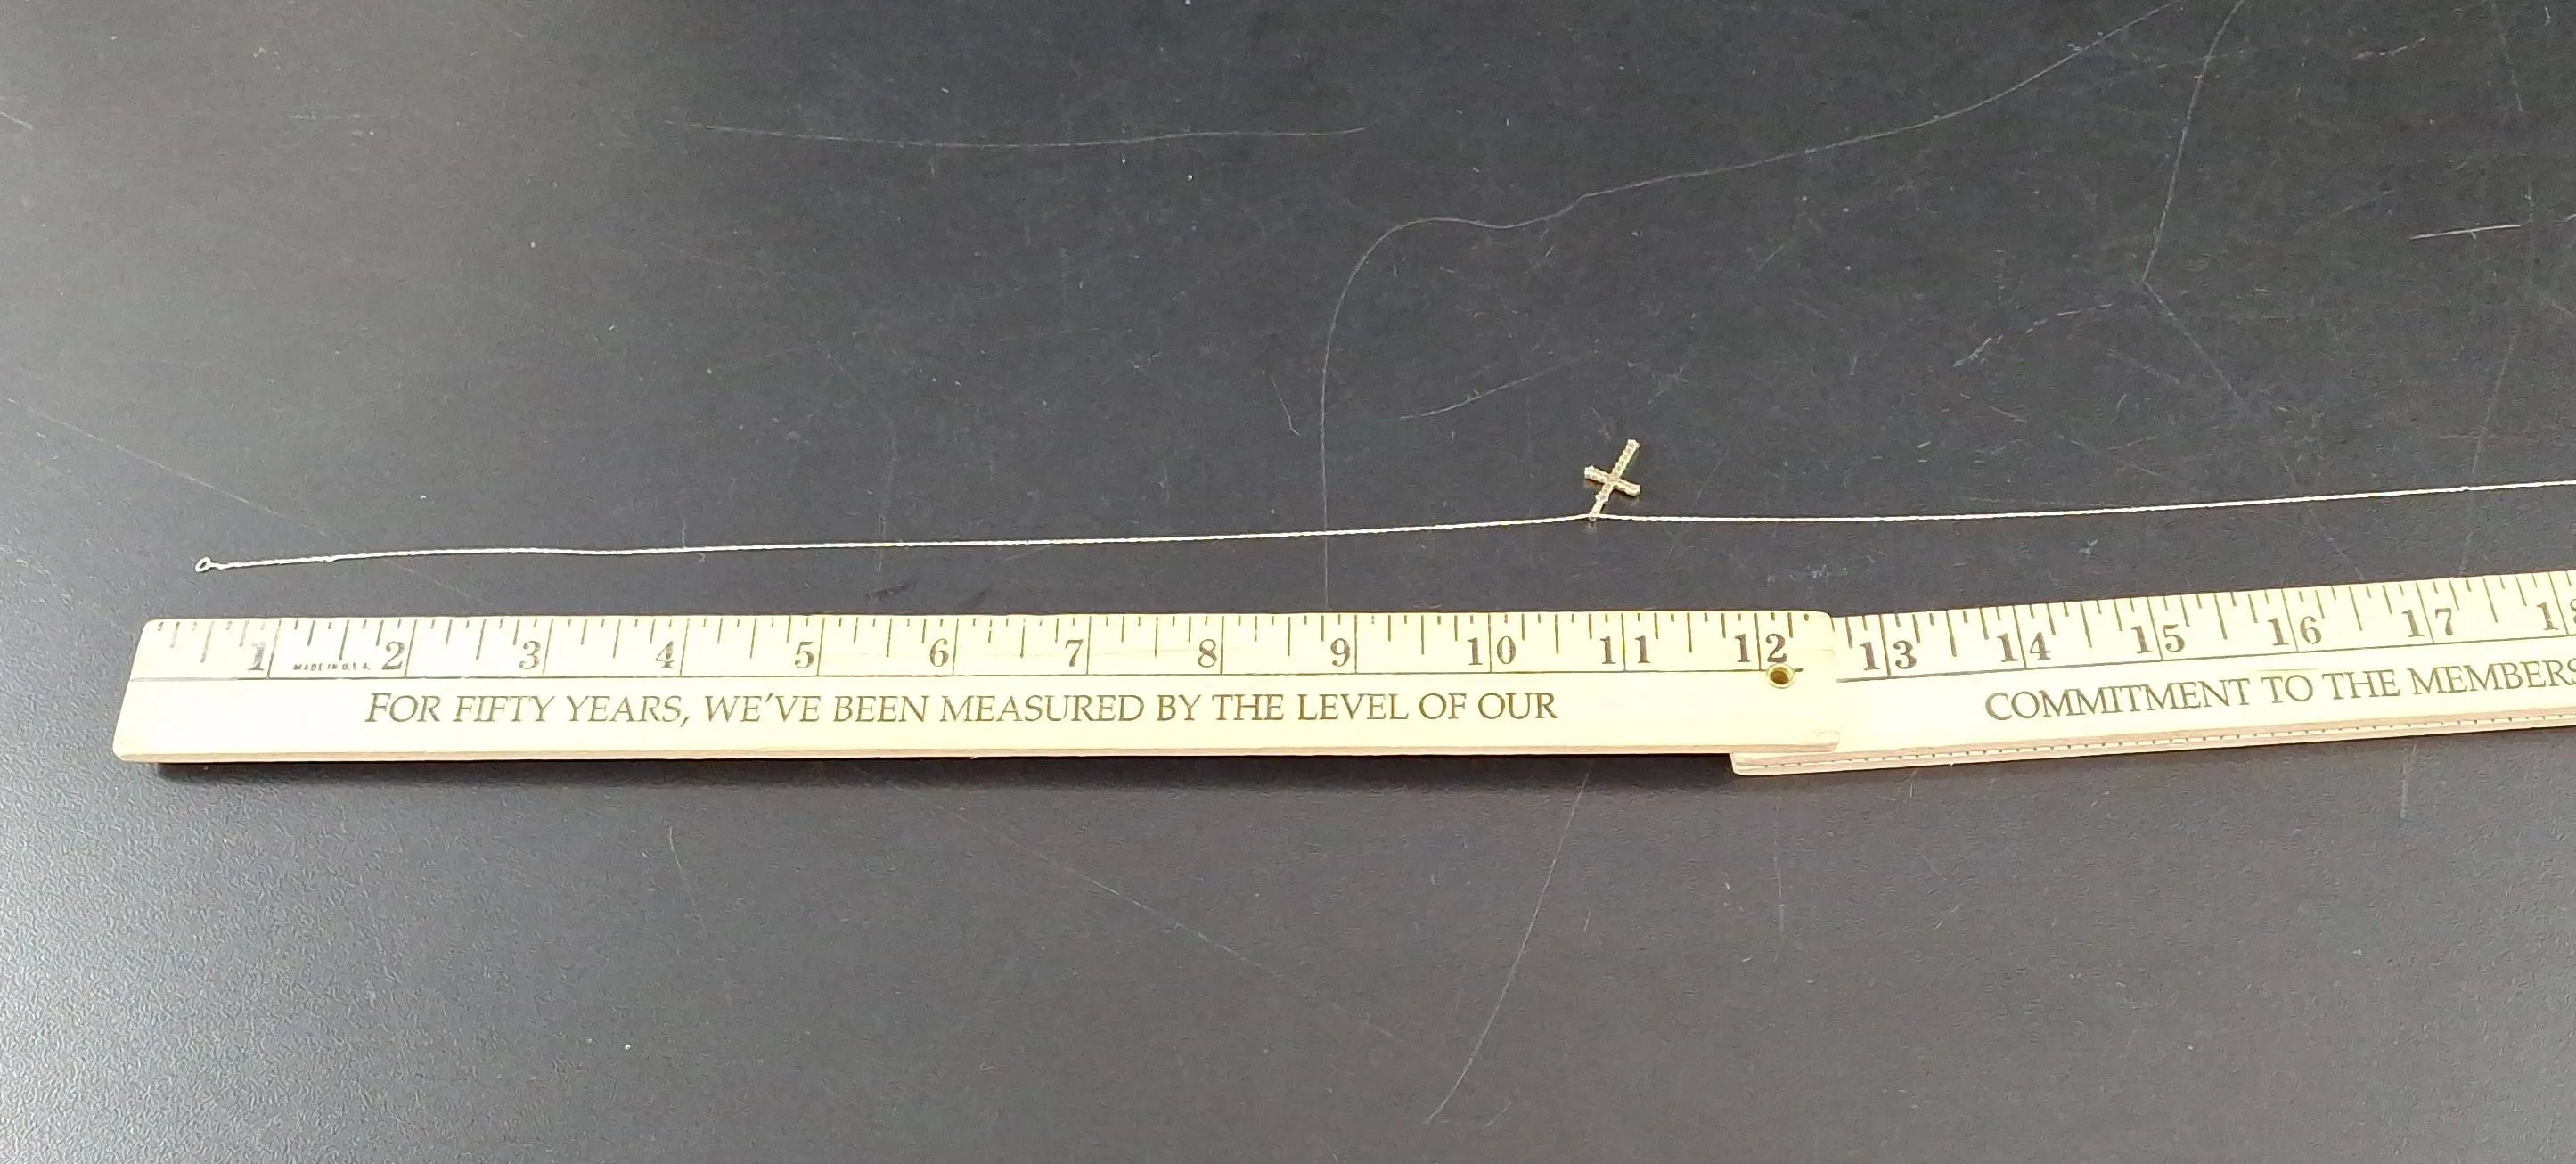 1 2 3 4 5 6 7 8 9 10 11 12 13 14 15 16 17
MADE IN U.S.A.
FOR FIFTY YEARS, WE'VE BEEN MEASURED BY THE LEVEL OF OUR COMMITMENT TO THE MEMBERS